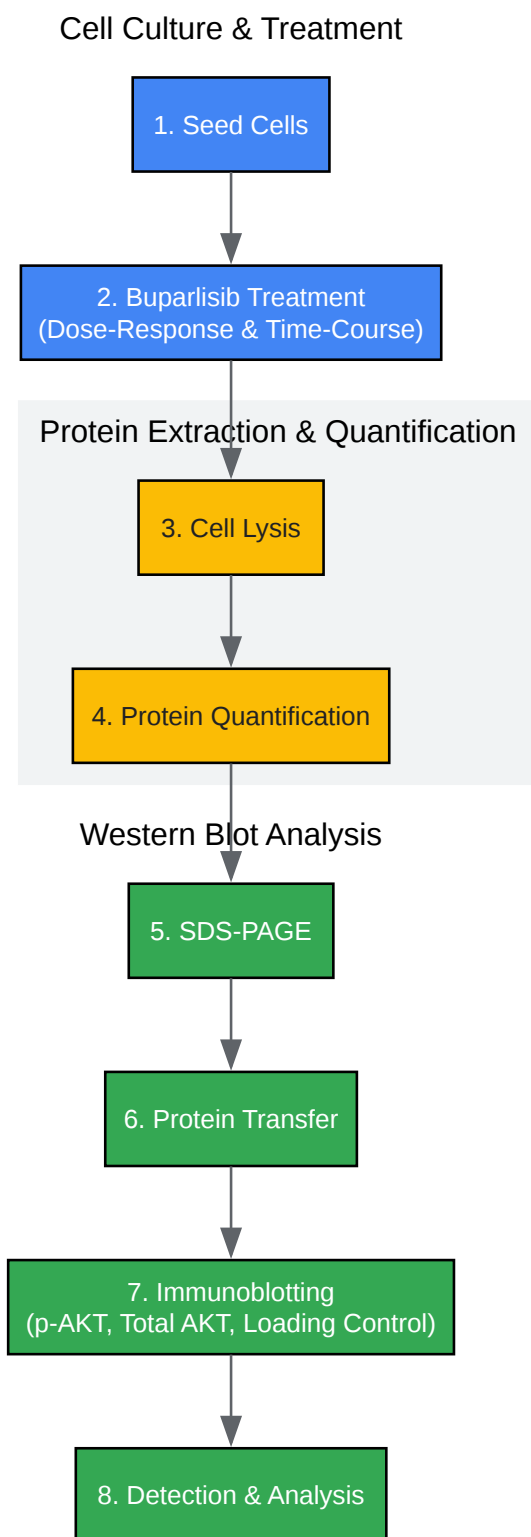 Cell Culture & Treatment
1. Seed Cells
2. Buparlisib Treatment
(Dose-Response & Time-Course)
Protein Extraction & Quantification
3. Cell Lysis
4. Protein Quantification
Western Blot Analysis
5. SDS-PAGE
6. Protein Transfer
7. Immunoblotting
(p-AKT, Total AKT, Loading Control)
8. Detection & Analysis